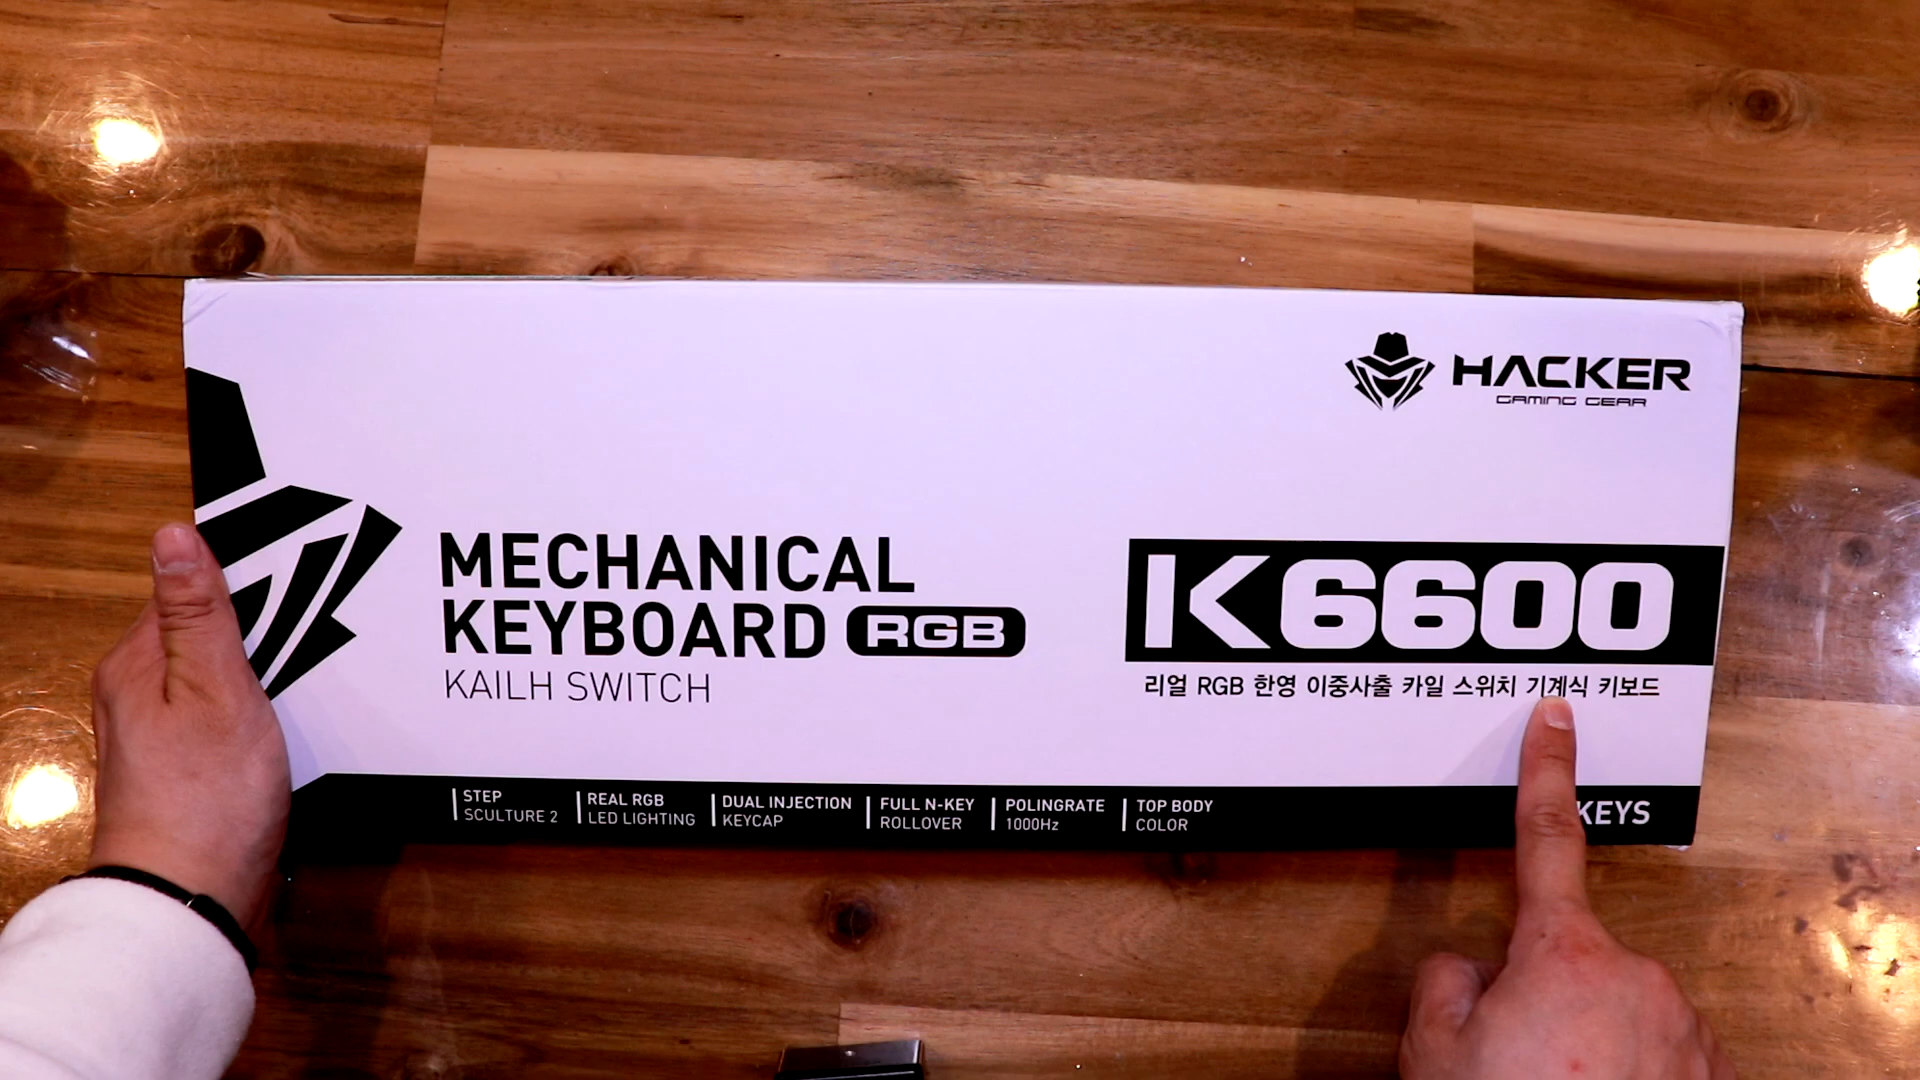 HACKER
GAMING GEAR
MECHANICAL
KEYBOARD RGB
KAILH SWITCH
K6600
리얼 RGB 한영 이중사출 카일 스위치 기계식 키보드
STEP
SCULTURE 2
REAL RGB
LED LIGHTING
DUAL INJECTION
KEYCAP
FULL N-KEY
ROLLOVER
POLINGRATE
1000Hz
TOP BODY
COLOR
KEYS